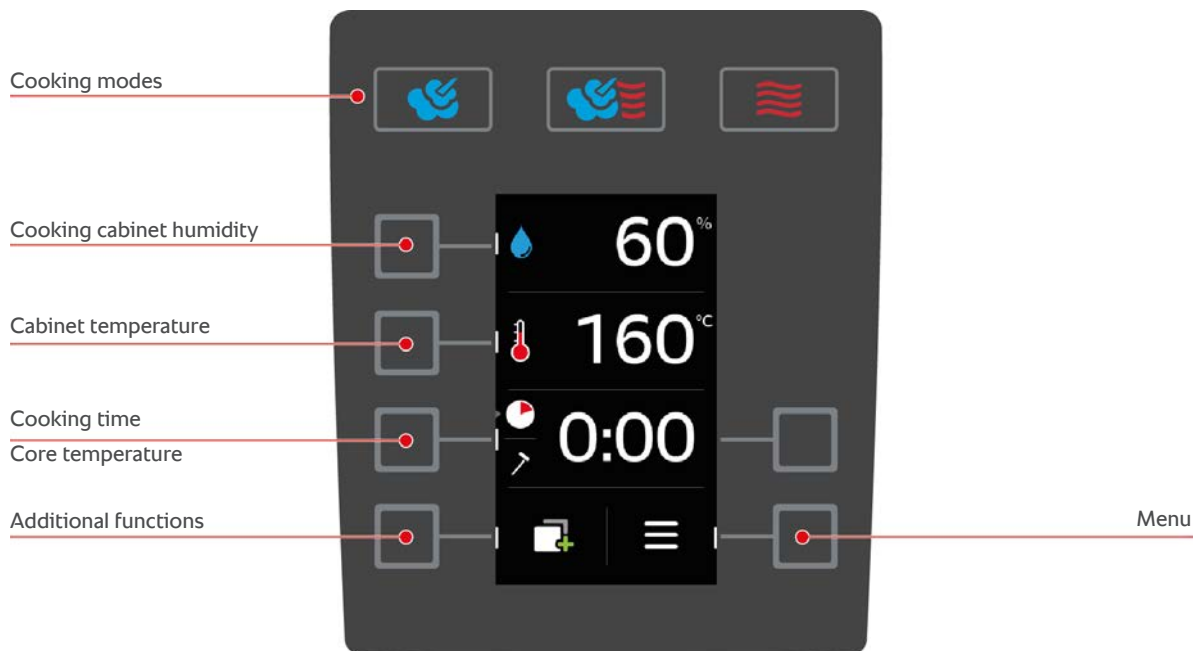 Cooking modes
Cooking cabinet humidity
60%
Cabinet temperature
160°C
Cooking time
Core temperature
0:00
Additional functions
Menu